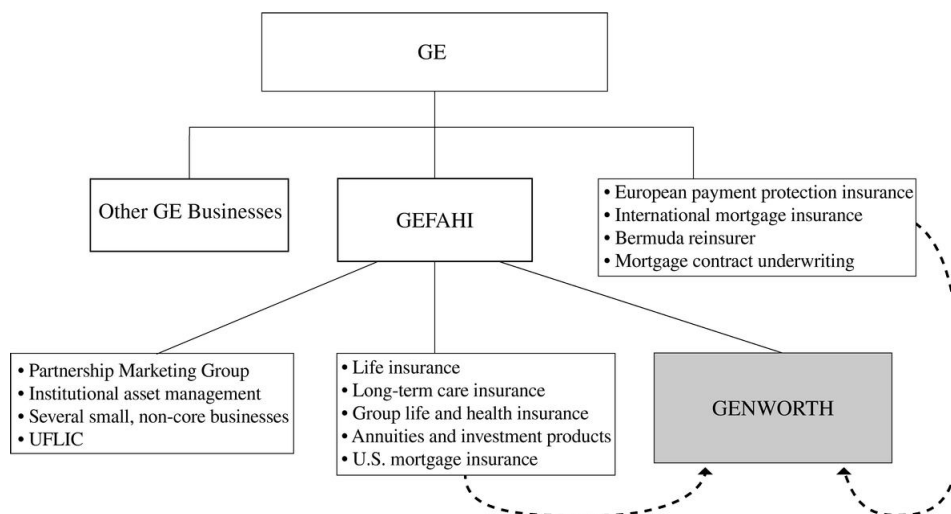 GE
Other GE Businesses
GEFAHI
• European payment protection insurance
• International mortgage insurance
• Bermuda reinsurer
• Mortgage contract underwriting
• Partnership Marketing Group
• Institutional asset management
• Several small, non-core businesses
• UFLIC
• Life insurance
• Long-term care insurance
• Group life and health insurance
• Annuities and investment products
• U.S. mortgage insurance
GENWORTH